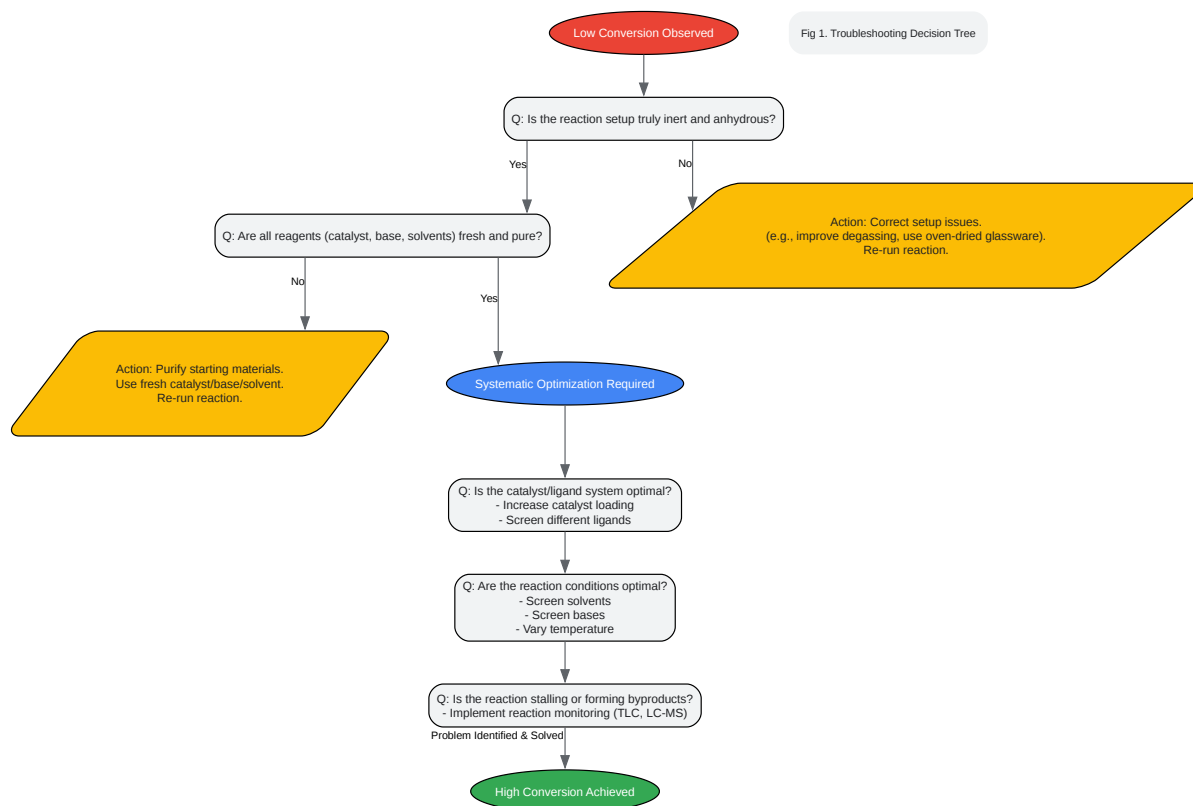 Low Conversion Observed
Fig 1. Troubleshooting Decision Tree
Q: Is the reaction setup truly inert and anhydrous?
Yes
No
Q: Are all reagents (catalyst, base, solvents) fresh and pure?
Action: Correct setup issues.
(e.g., improve degassing, use oven-dried glassware).
Re-run reaction.
No
Yes
Action: Purify starting materials.
Use fresh catalyst/base/solvent.
Re-run reaction.
Systematic Optimization Required
Q: Is the catalyst/ligand system optimal?
- Increase catalyst loading
- Screen different ligands
Q: Are the reaction conditions optimal?
- Screen solvents
- Screen bases
- Vary temperature
Q: Is the reaction stalling or forming byproducts?
- Implement reaction monitoring (TLC, LC-MS)
Problem Identified & Solved
High Conversion Achieved